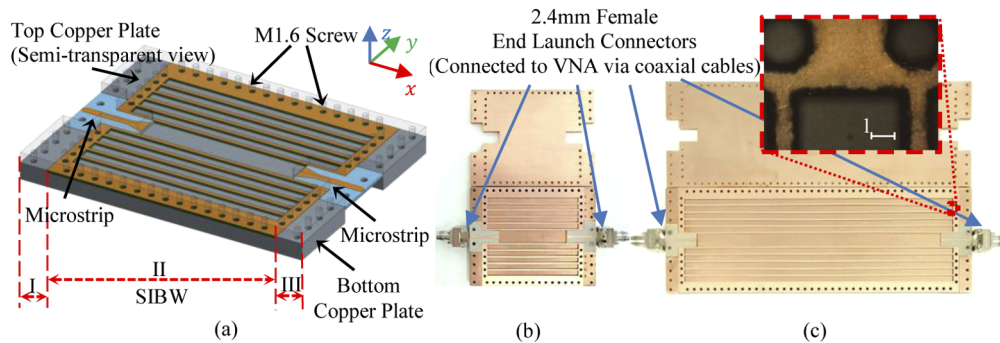 Top Copper Plate
(Semi-transparent view)
M1.6 Screw
z
y
x
Microstrip
Microstrip
I
II
III
SIBW
Bottom
Copper Plate
(a)
2.4mm Female
End Launch Connectors
(Connected to VNA via coaxial cables)
1
(b)
(c)